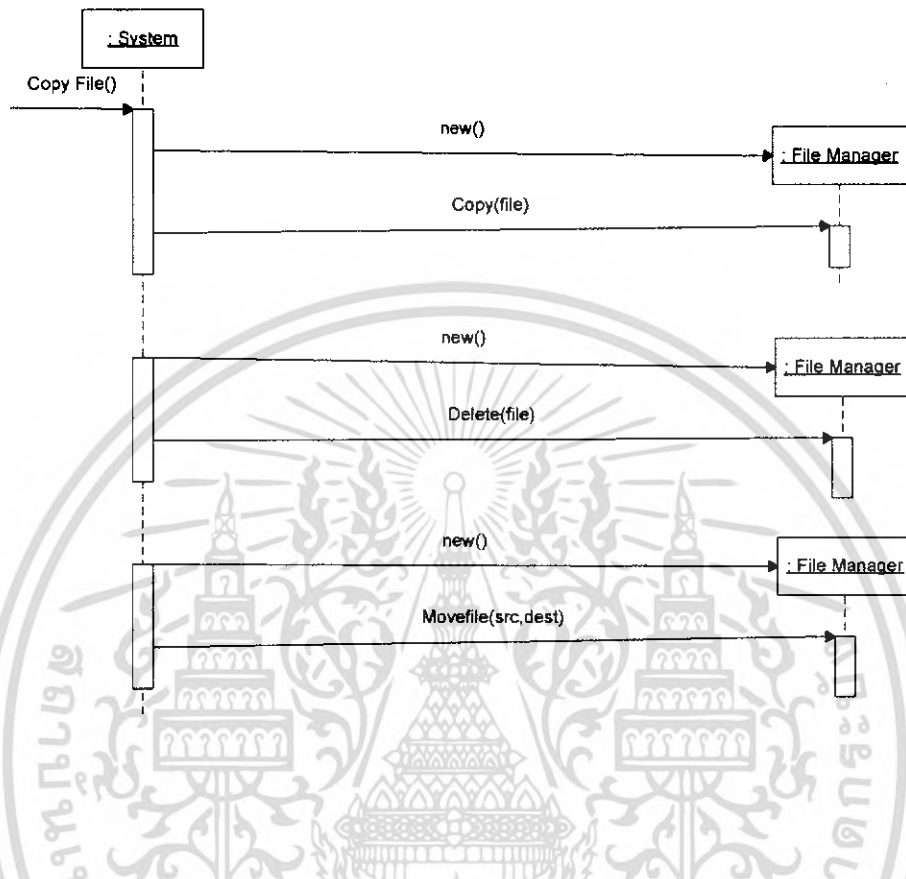 : System
Copy File()
new()
: File Manager
Copy(file)
new()
: File Manager
Delete(file)
new()
: File Manager
Movefile(src,dest)